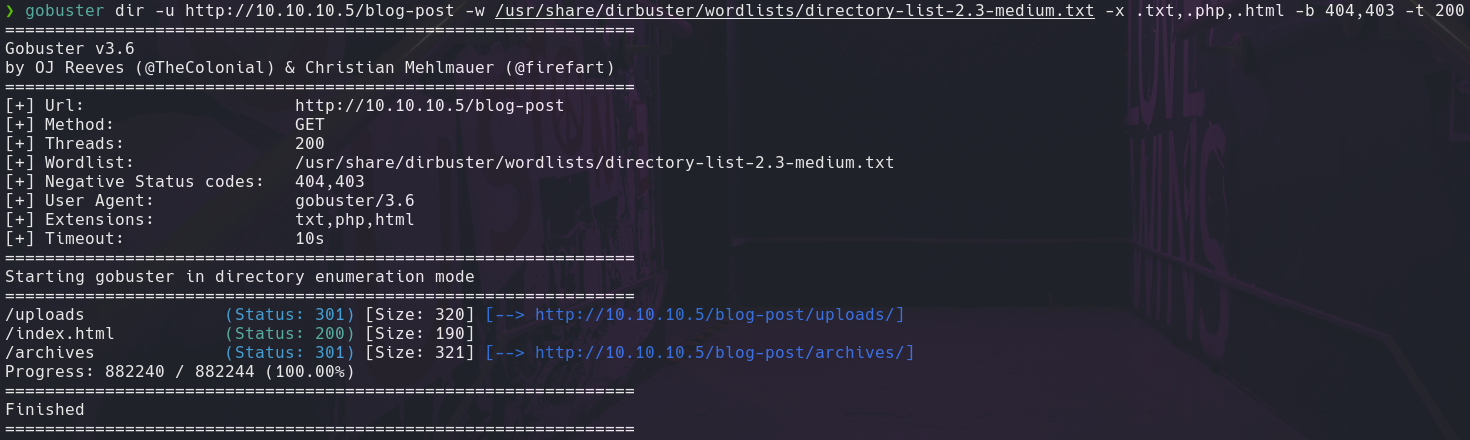 ❯ gobuster dir -u http://10.10.10.5/blog-post -w /usr/share/dirbuster/wordlists/directory-list-2.3-medium.txt -x .txt,.php,.html -b 404,403 -t 200
===============================================================
Gobuster v3.6
by OJ Reeves (@TheColonial) & Christian Mehlmauer (@firefart)
===============================================================
[+] Url:                     http://10.10.10.5/blog-post
[+] Method:                  GET
[+] Threads:                 200
[+] Wordlist:                /usr/share/dirbuster/wordlists/directory-list-2.3-medium.txt
[+] Negative Status codes:   404,403
[+] User Agent:              gobuster/3.6
[+] Extensions:              txt,php,html
[+] Timeout:                 10s
===============================================================
Starting gobuster in directory enumeration mode
===============================================================
/uploads              (Status: 301) [Size: 320] [--> http://10.10.10.5/blog-post/uploads/]
/index.html           (Status: 200) [Size: 190]
/archives             (Status: 301) [Size: 321] [--> http://10.10.10.5/blog-post/archives/]
Progress: 882240 / 882244 (100.00%)
===============================================================
Finished
===============================================================